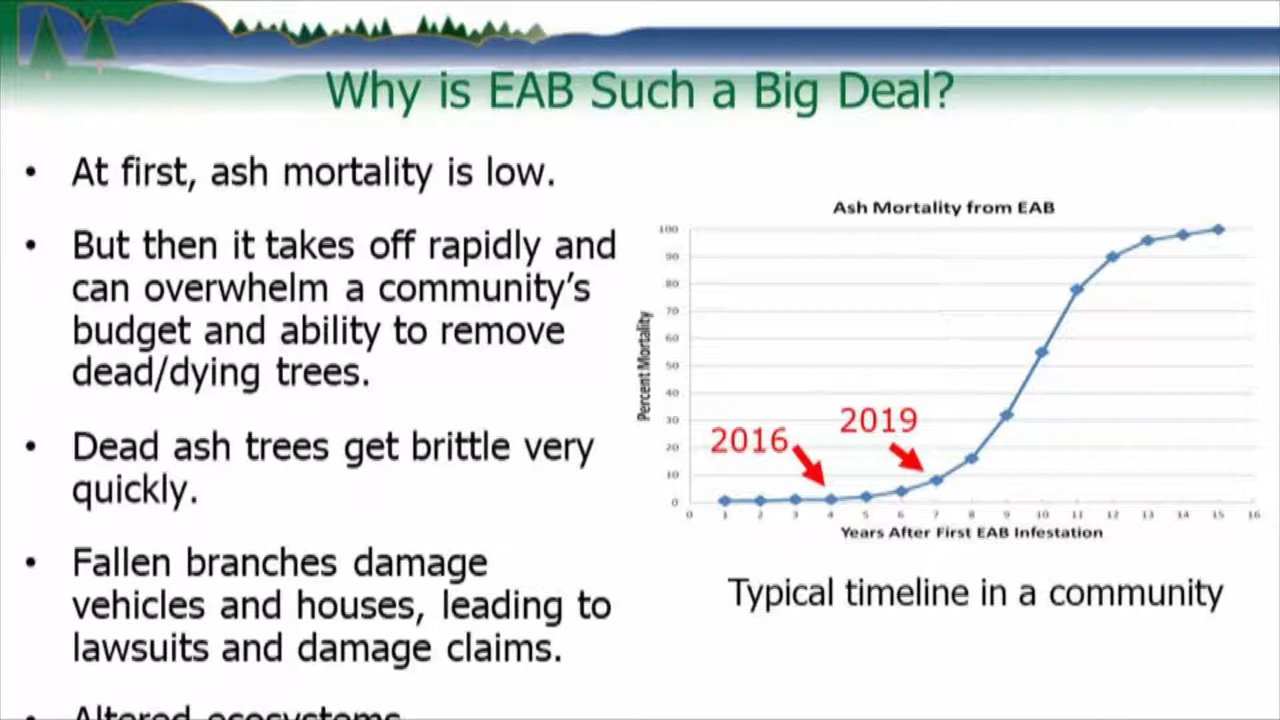 Why is EAB Such a Big Deal?
• At first, ash mortality is low.
• But then it takes off rapidly and
can overwhelm a community's
budget and ability to remove
dead/dying trees.
• Dead ash trees get brittle very
quickly.
• Fallen branches damage
vehicles and houses, leading to
lawsuits and damage claims.
Altered ecosystems
Ash Mortality from EAB
Percent Mortality
100
90
80
70
60
50
40
30
20
10
0
2016
2019
0 1 2 3 4 5 6 7 8 9 10 11 12 13 14 15 16
Years After First EAB Infestation
Typical timeline in a community